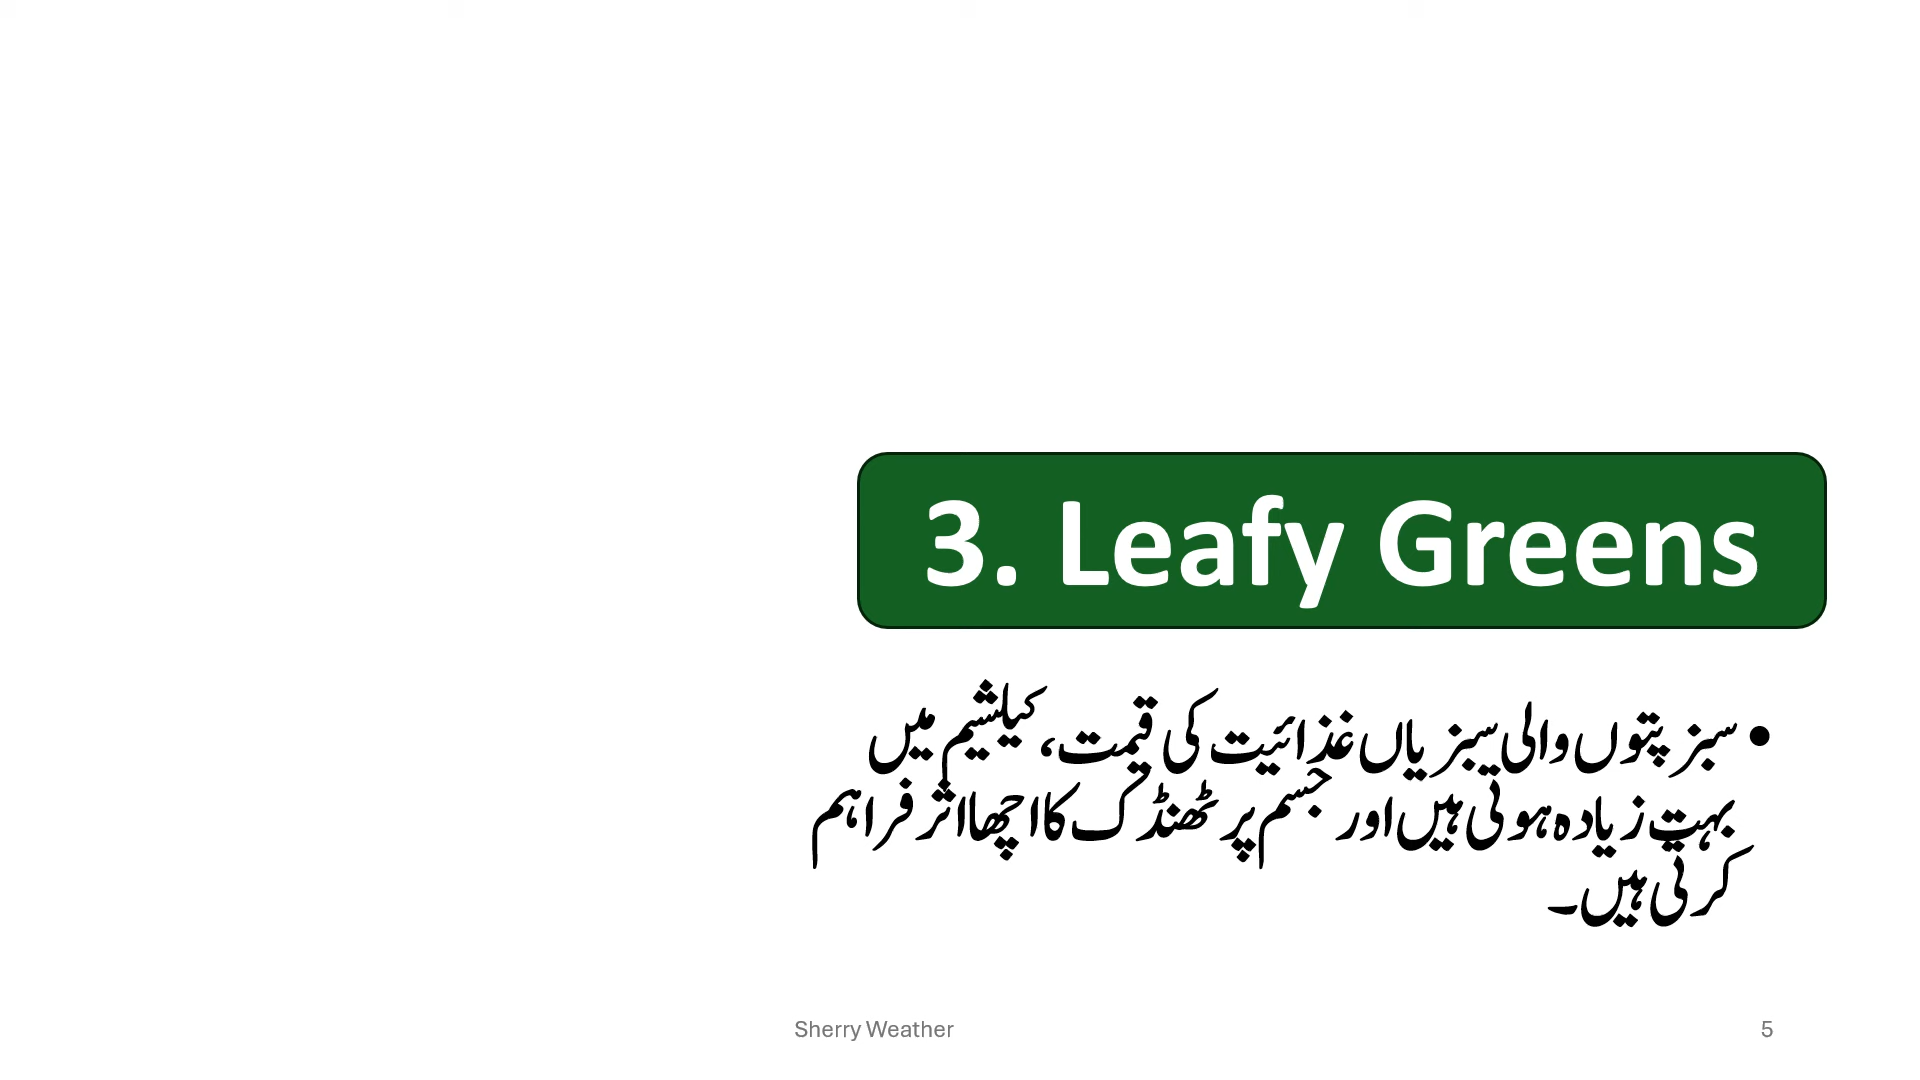 3. Leafy Greens
• سبز پتوں والی سبزیاں غذائیت کی قیمت، کیلشیم میں
بہت زیادہ ہوتی ہیں اور جسم پر ٹھنڈک کا اچھا اثر فراہم
کرتی ہیں۔
Sherry Weather
5